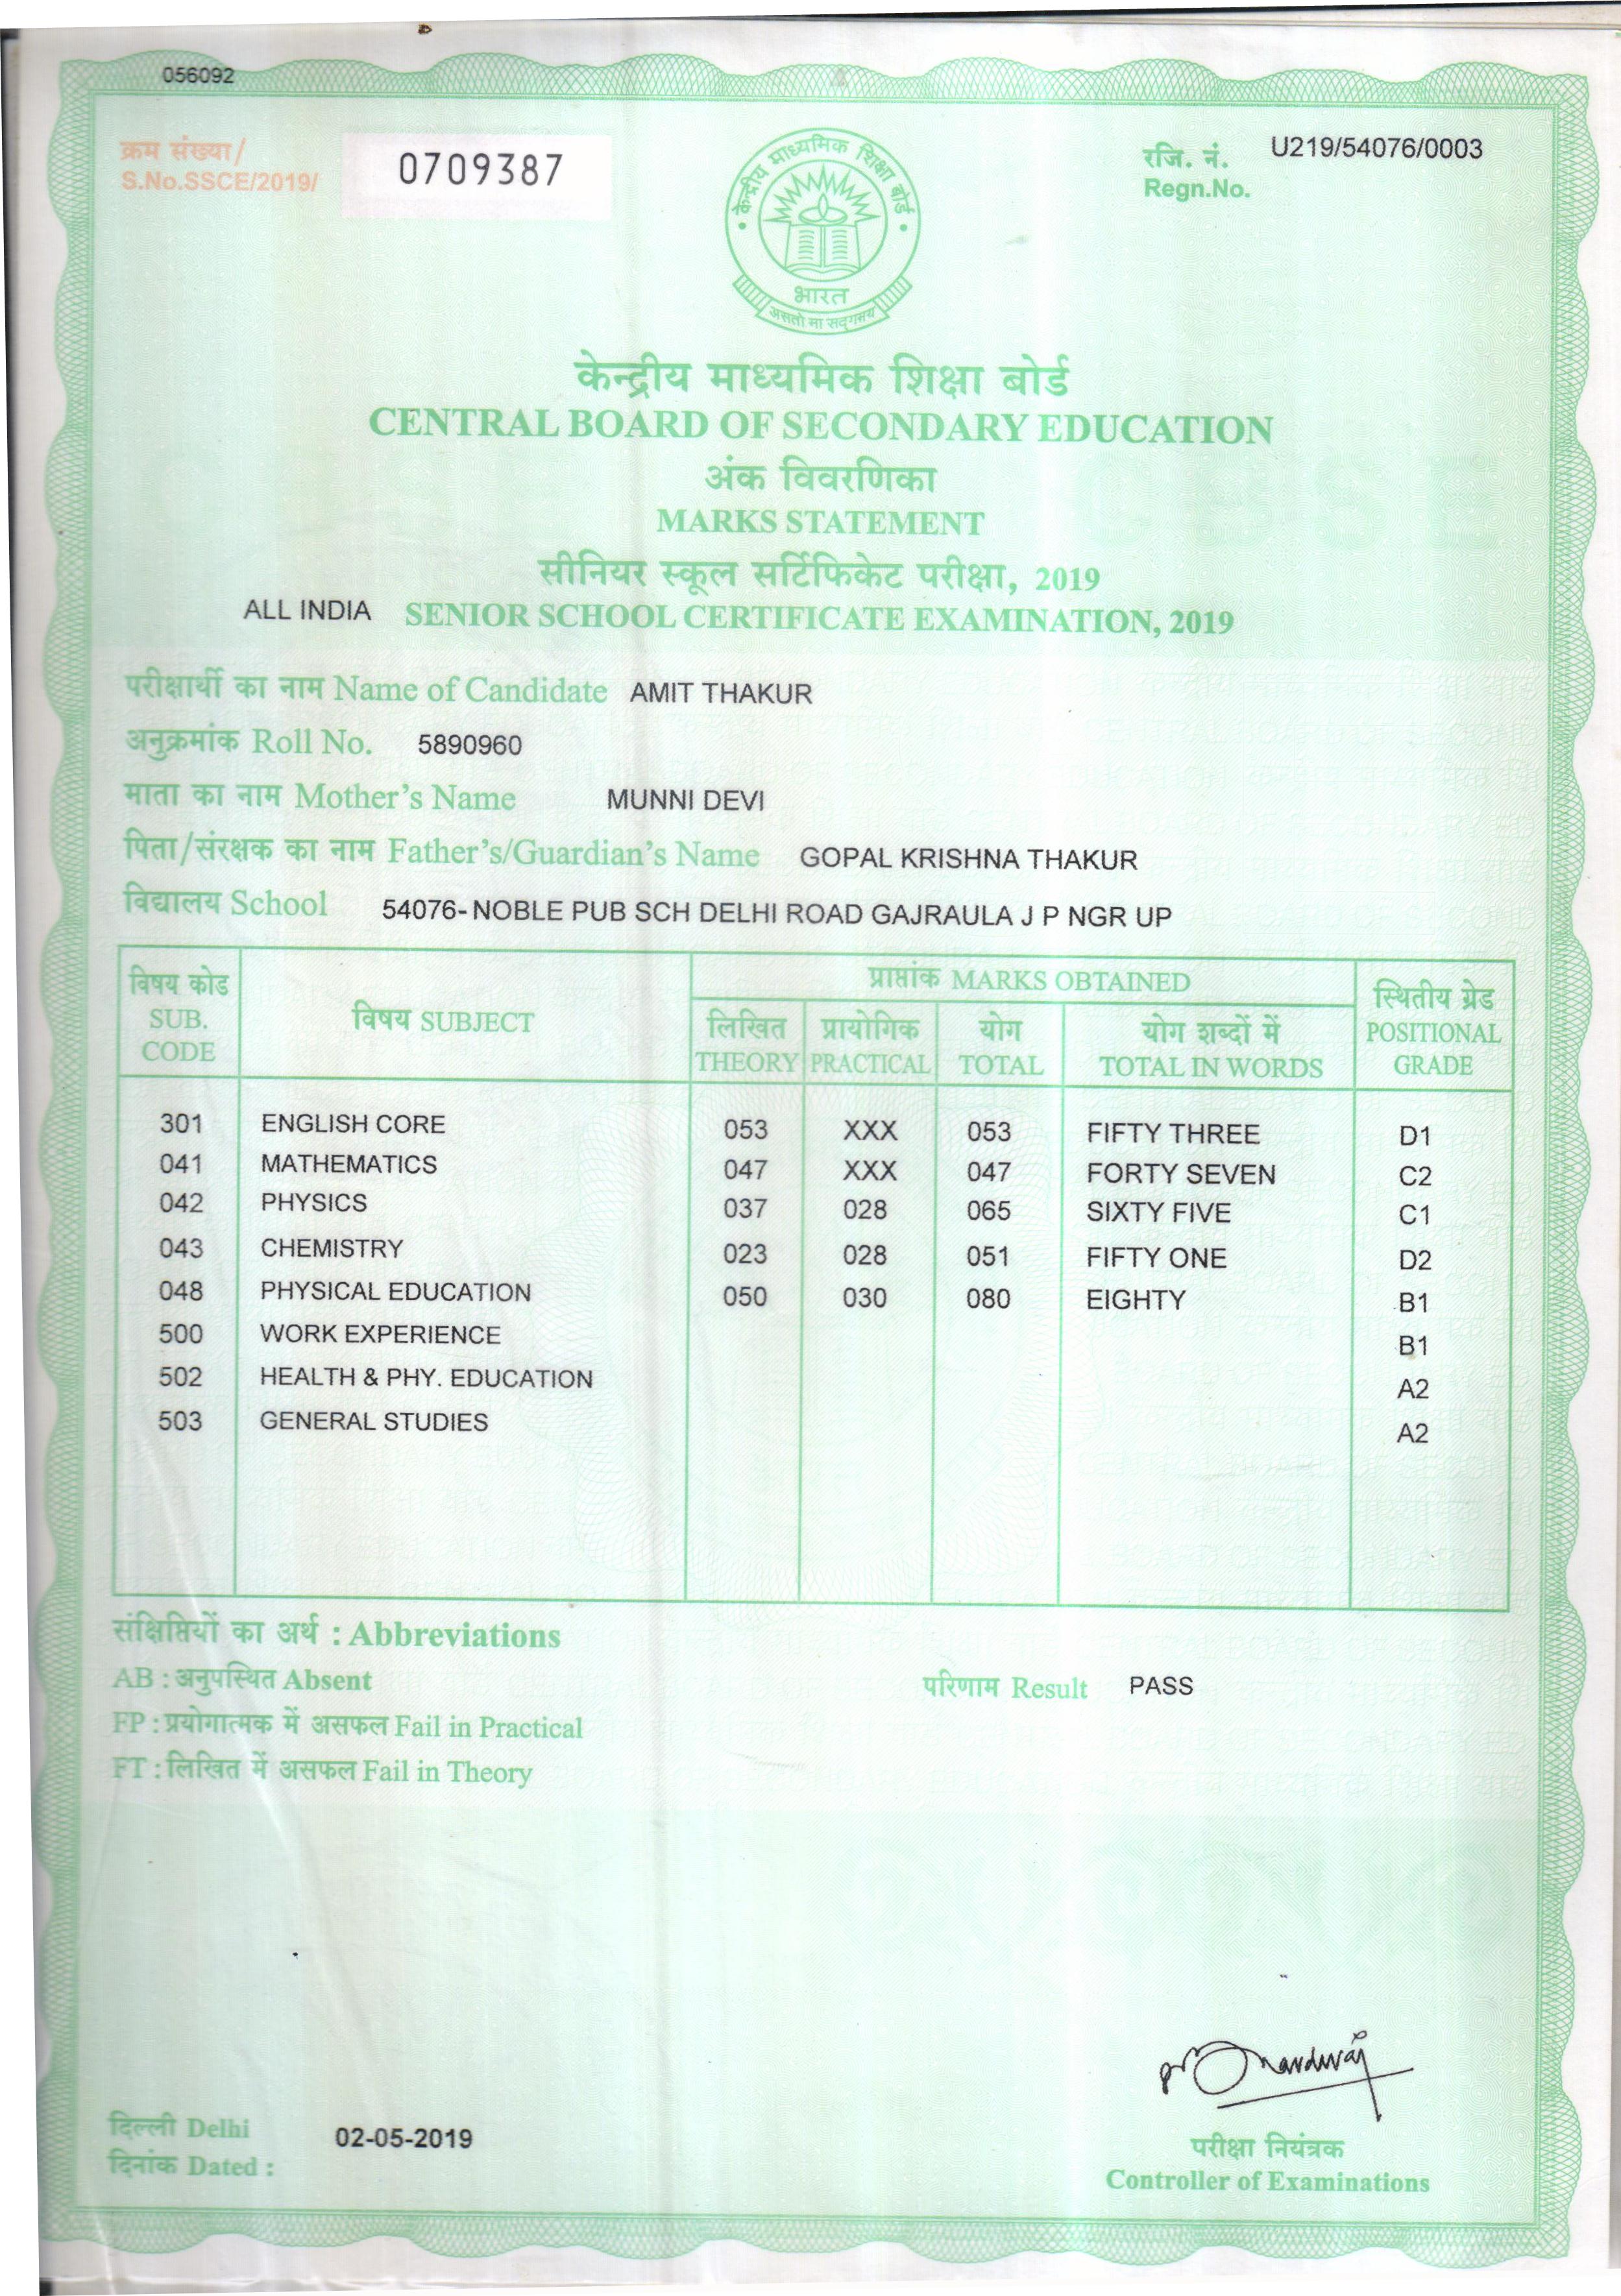 056092
क्रम संख्या/
S.No.SSCE/2019/
0709387
रजि. नं.
Regn.No.
U219/54076/0003
केन्द्रीय माध्यमिक शिक्षा बोर्ड
भारत
असतो मा सद्गमय
केन्द्रीय माध्यमिक शिक्षा बोर्ड
CENTRAL BOARD OF SECONDARY EDUCATION
अंक विवरणिका
MARKS STATEMENT
सीनियर स्कूल सर्टिफिकेट परीक्षा, 2019
ALL INDIA SENIOR SCHOOL CERTIFICATE EXAMINATION, 2019
परीक्षार्थी का नाम Name of Candidate AMIT THAKUR
अनुक्रमांक Roll No. 5890960
माता का नाम Mother's Name MUNNI DEVI
पिता/संरक्षक का नाम Father's/Guardian's Name GOPAL KRISHNA THAKUR
विद्यालय School 54076- NOBLE PUB SCH DELHI ROAD GAJRAULA J P NGR UP
विषय कोड
SUB.
CODE
विषय SUBJECT
प्राप्तांक MARKS OBTAINED
लिखित
THEORY
प्रायोगिक
PRACTICAL
योग
TOTAL
योग शब्दों में
TOTAL IN WORDS
स्थितीय ग्रेड
POSITIONAL
GRADE
301 ENGLISH CORE 053 XXX 053 FIFTY THREE D1
041 MATHEMATICS 047 XXX 047 FORTY SEVEN C2
042 PHYSICS 037 028 065 SIXTY FIVE C1
043 CHEMISTRY 023 028 051 FIFTY ONE D2
048 PHYSICAL EDUCATION 050 030 080 EIGHTY B1
500 WORK EXPERIENCE B1
502 HEALTH & PHY. EDUCATION A2
503 GENERAL STUDIES A2
संक्षिप्तियों का अर्थ : Abbreviations
AB : अनुपस्थित Absent
परिणाम Result PASS
FP : प्रयोगात्मक में असफल Fail in Practical
FT : लिखित में असफल Fail in Theory
दिल्ली Delhi
दिनांक Dated :
02-05-2019
परीक्षा नियंत्रक
Controller of Examinations